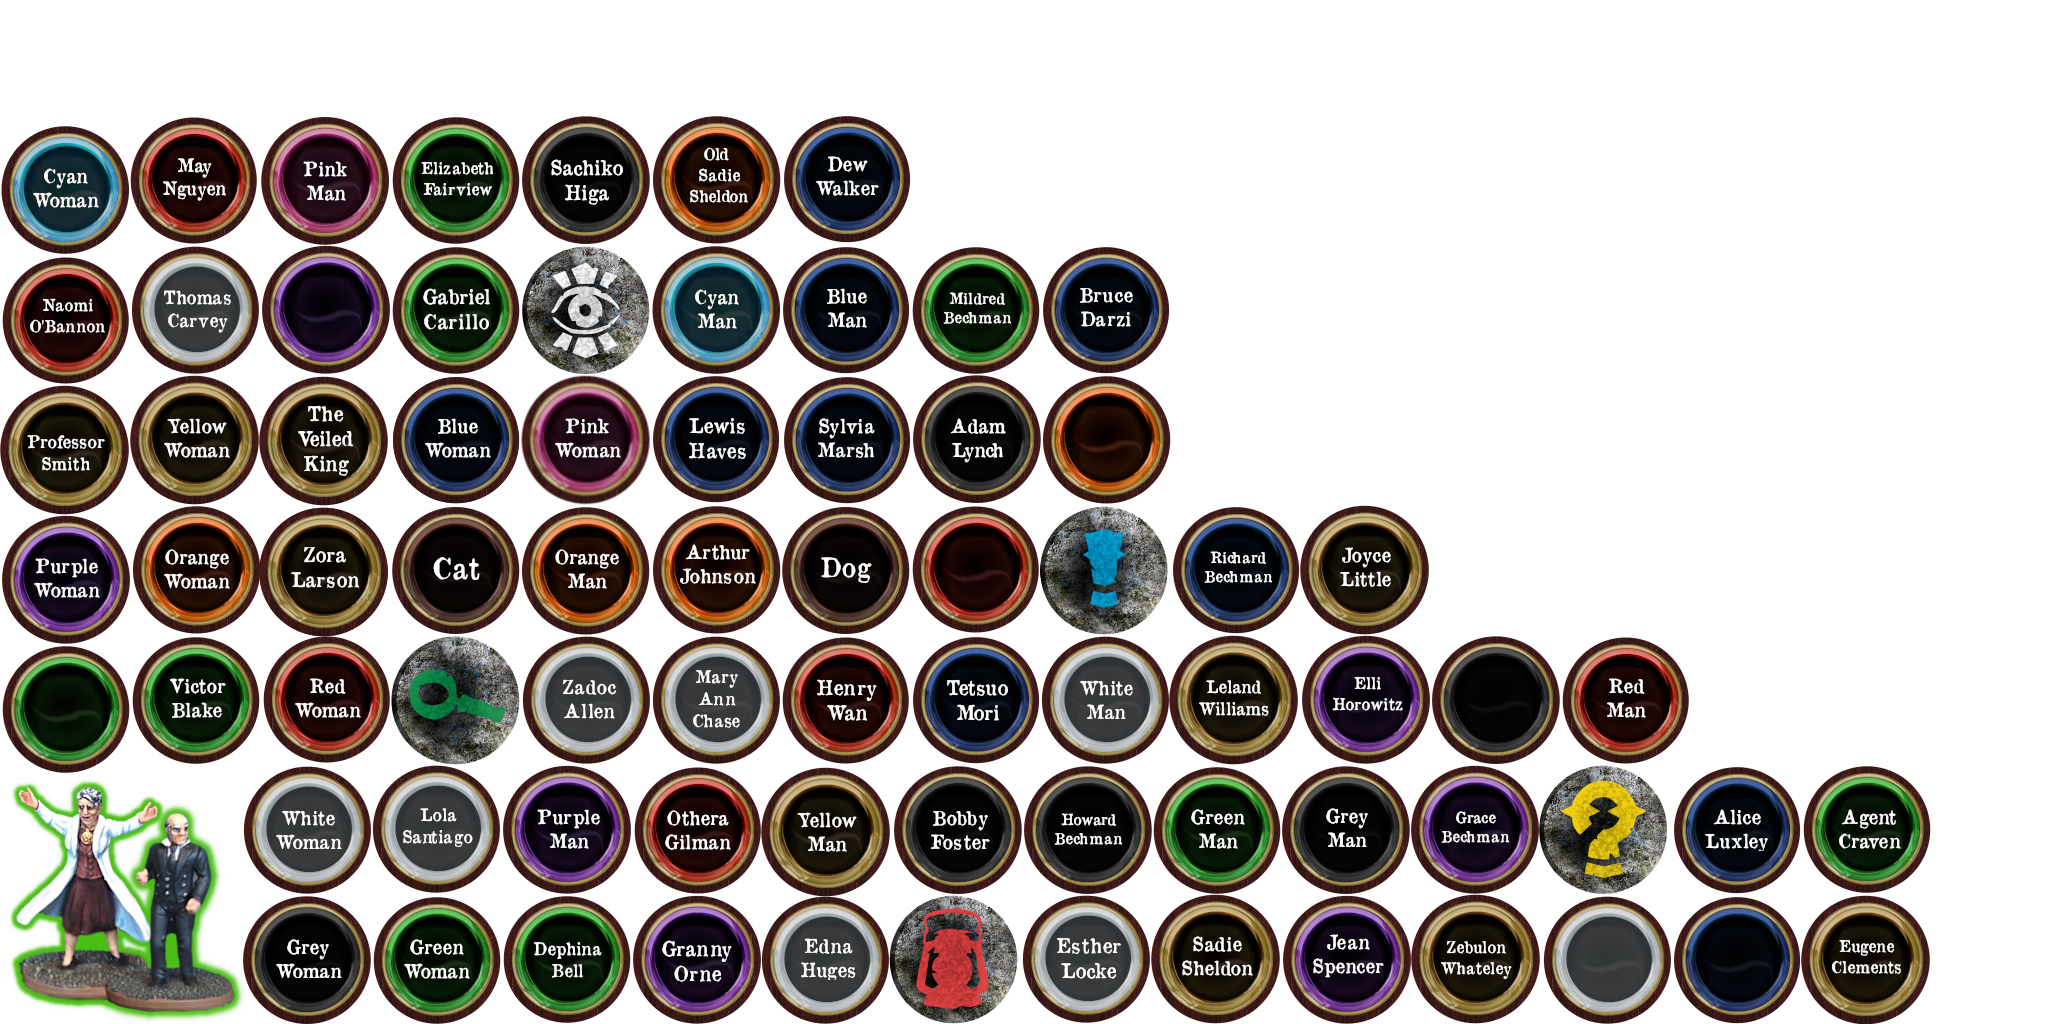 Cyan
Woman
May
Nguyen
Pink
Man
Elizabeth
Fairview
Sachiko
Higa
Old
Sadie
Sheldon
Dew
Walker
Naomi
O'Bannon
Thomas
Carvey
Gabriel
Carillo
Cyan
Man
Blue
Man
Mildred
Bechman
Bruce
Darzi
Professor
Smith
Yellow
Woman
The
Veiled
King
Blue
Woman
Pink
Woman
Lewis
Haves
Sylvia
Marsh
Adam
Lynch
Purple
Woman
Orange
Woman
Zora
Larson
Cat
Orange
Man
Arthur
Johnson
Dog
Richard
Bechman
Joyce
Little
Victor
Blake
Red
Woman
Zadoc
Allen
Mary
Ann
Chase
Henry
Wan
Tetsuo
Mori
White
Man
Leland
Williams
Elli
Horowitz
Red
Man
White
Woman
Lola
Santiago
Purple
Man
Othera
Gilman
Yellow
Man
Bobby
Foster
Howard
Bechman
Green
Man
Grey
Man
Grace
Bechman
Alice
Luxley
Agent
Craven
Grey
Woman
Green
Woman
Dephina
Bell
Granny
Orne
Edna
Huges
Esther
Locke
Sadie
Sheldon
Jean
Spencer
Zebulon
Whateley
Eugene
Clements